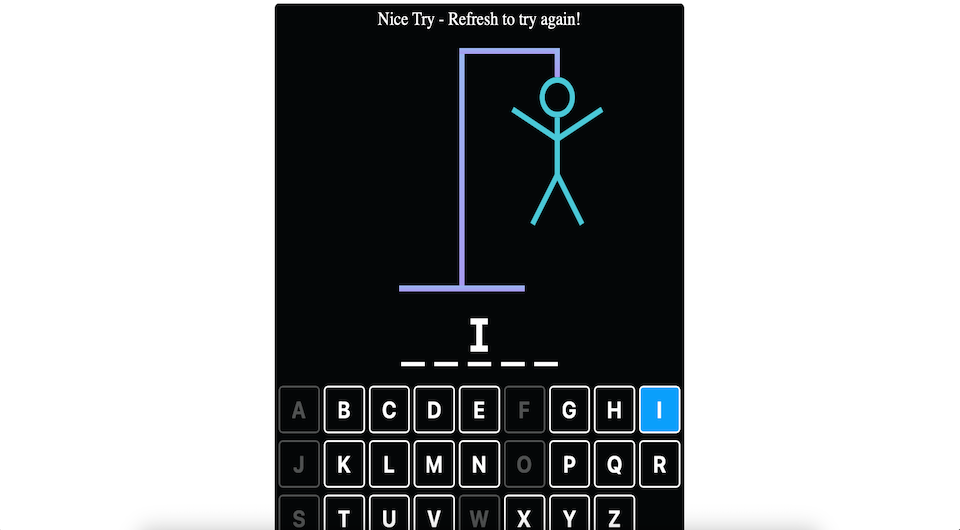 Nice Try - Refresh to try again!
I
A B C D E F G H I
J K L M N O P Q R
S T U V W X Y Z